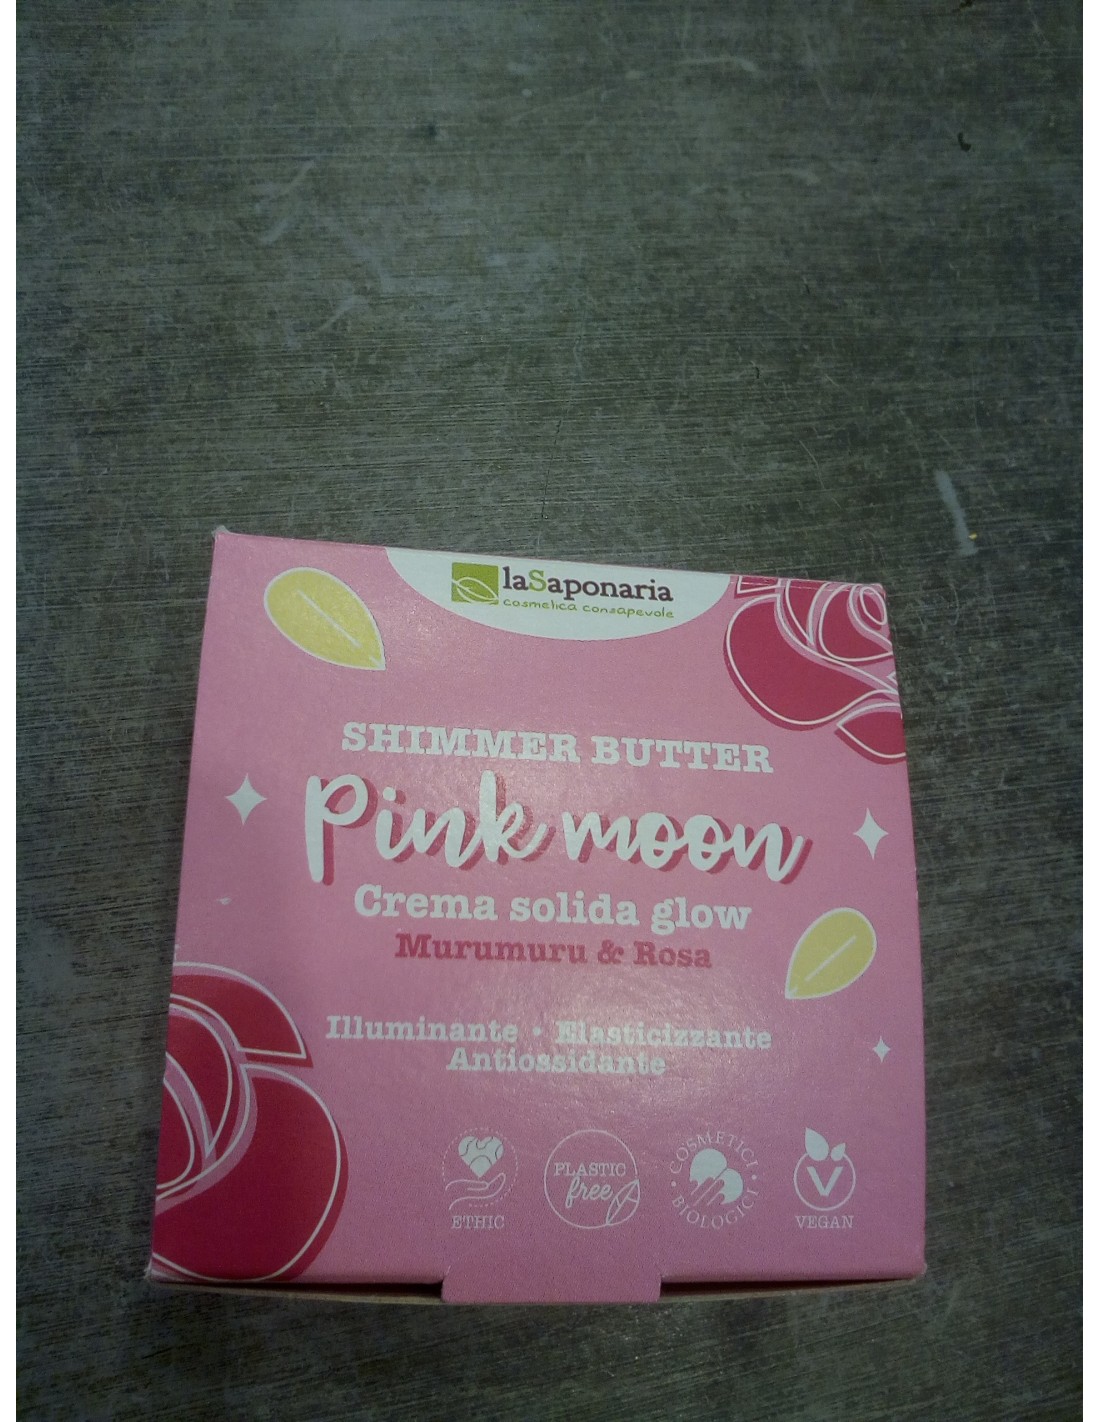 laSaponaria
cosmetica consapevole
SHIMMER BUTTER
Pink moon
Crema solida glow
Murumuru & Rosa
Illuminante • Elasticizzante
Antiossidante
ETHIC
PLASTIC
free
COSMETICI
BIOLOGICI
V
VEGAN